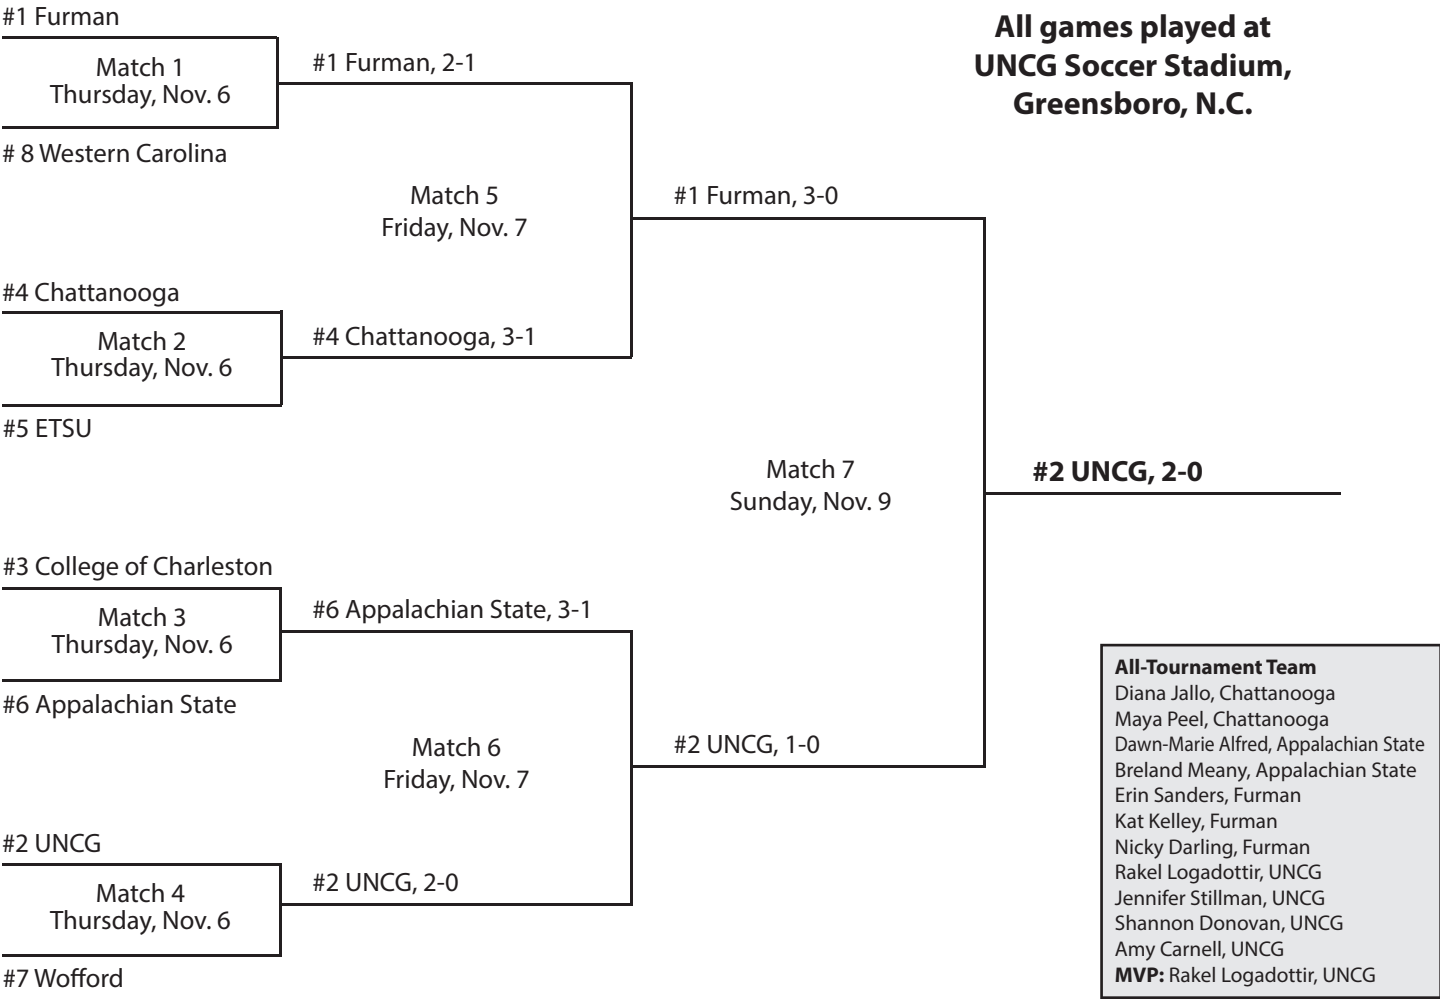 #1 Furman
Match 1
Thursday, Nov. 6
# 8 Western Carolina
#1 Furman, 2-1
Match 5
Friday, Nov. 7
#4 Chattanooga
Match 2
Thursday, Nov. 6
#5 ETSU
#4 Chattanooga, 3-1
#1 Furman, 3-0
Match 7
Sunday, Nov. 9
#2 UNCG, 2-0
#3 College of Charleston
Match 3
Thursday, Nov. 6
#6 Appalachian State
#6 Appalachian State, 3-1
Match 6
Friday, Nov. 7
#2 UNCG
Match 4
Thursday, Nov. 6
#7 Wofford
#2 UNCG, 2-0
#2 UNCG, 1-0
All games played at
UNCG Soccer Stadium,
Greensboro, N.C.
All-Tournament Team
Diana Jallo, Chattanooga
Maya Peel, Chattanooga
Dawn-Marie Alfred, Appalachian State
Breland Meany, Appalachian State
Erin Sanders, Furman
Kat Kelley, Furman
Nicky Darling, Furman
Rakel Logadottir, UNCG
Jennifer Stillman, UNCG
Shannon Donovan, UNCG
Amy Carnell, UNCG
MVP: Rakel Logadottir, UNCG